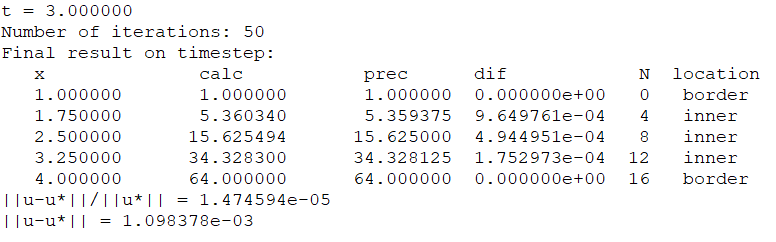 t = 3.000000
Number of iterations: 50
Final result on timestep:
x calc prec dif N location
1.000000 1.000000 1.000000 0.000000e+00 0 border
1.750000 5.360340 5.359375 9.649761e-04 4 inner
2.500000 15.625494 15.625000 4.944951e-04 8 inner
3.250000 34.328300 34.328125 1.752973e-04 12 inner
4.000000 64.000000 64.000000 0.000000e+00 16 border
||u-u*||/||u*|| = 1.474594e-05
||u-u*|| = 1.098378e-03